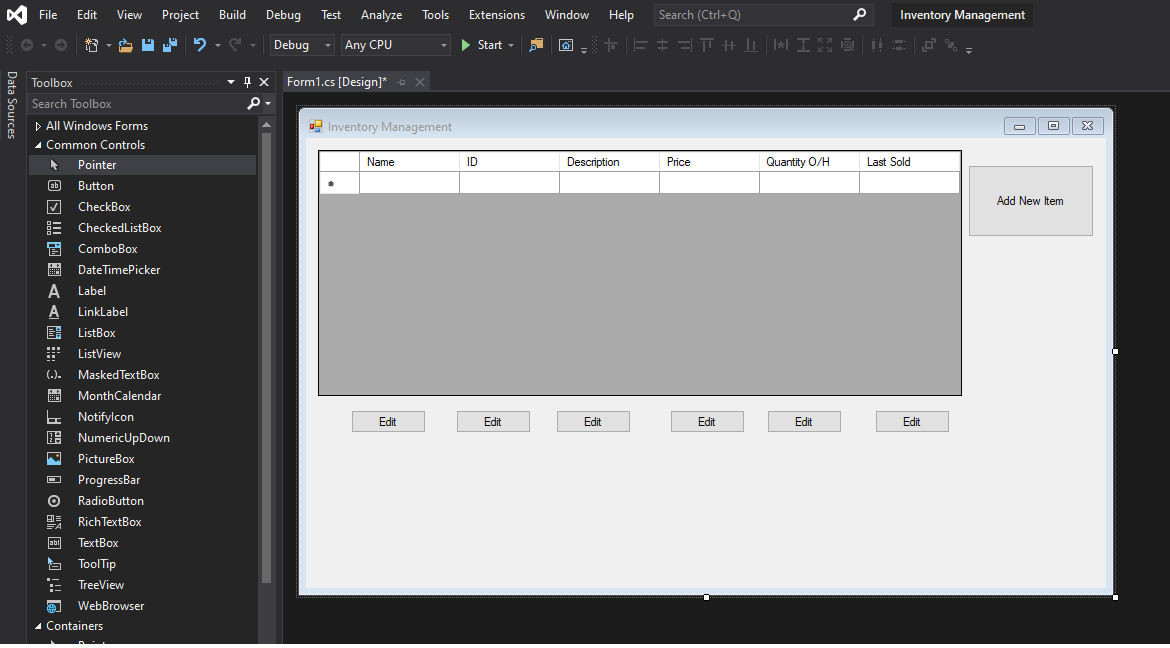 File Edit View Project Build Debug Test Analyze Tools Extensions Window Help Search (Ctrl+Q) Inventory Management
Debug Any CPU Start
Data Sources
Toolbox
Search Toolbox
All Windows Forms
Common Controls
Pointer
Button
CheckBox
CheckedListBox
ComboBox
DateTimePicker
Label
LinkLabel
ListBox
ListView
MaskedTextBox
MonthCalendar
NotifyIcon
NumericUpDown
PictureBox
ProgressBar
RadioButton
RichTextBox
TextBox
ToolTip
TreeView
WebBrowser
Containers
Form1.cs [Design]*
Inventory Management
Name ID Description Price Quantity O/H Last Sold
Add New Item
Edit Edit Edit Edit Edit Edit